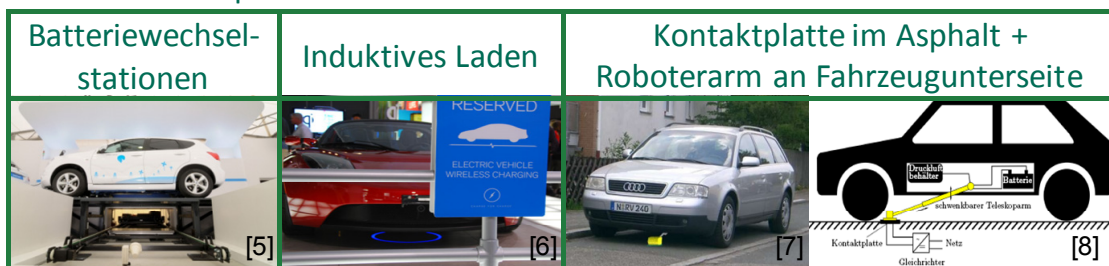 Batteriewechsel-
stationen
Induktives Laden
Kontaktplatte im Asphalt +
Roboterarm an Fahrzeugunterseite
[5]
RESERVED
ELECTRIC VEHICLE
WIRELESS CHARGING
[6]
N RV 240
[7]
Druckluft
behälter
Batterie
schwenkbarer Teleskoparm
Kontaktplatte
Netz
Gleichrichter
[8]